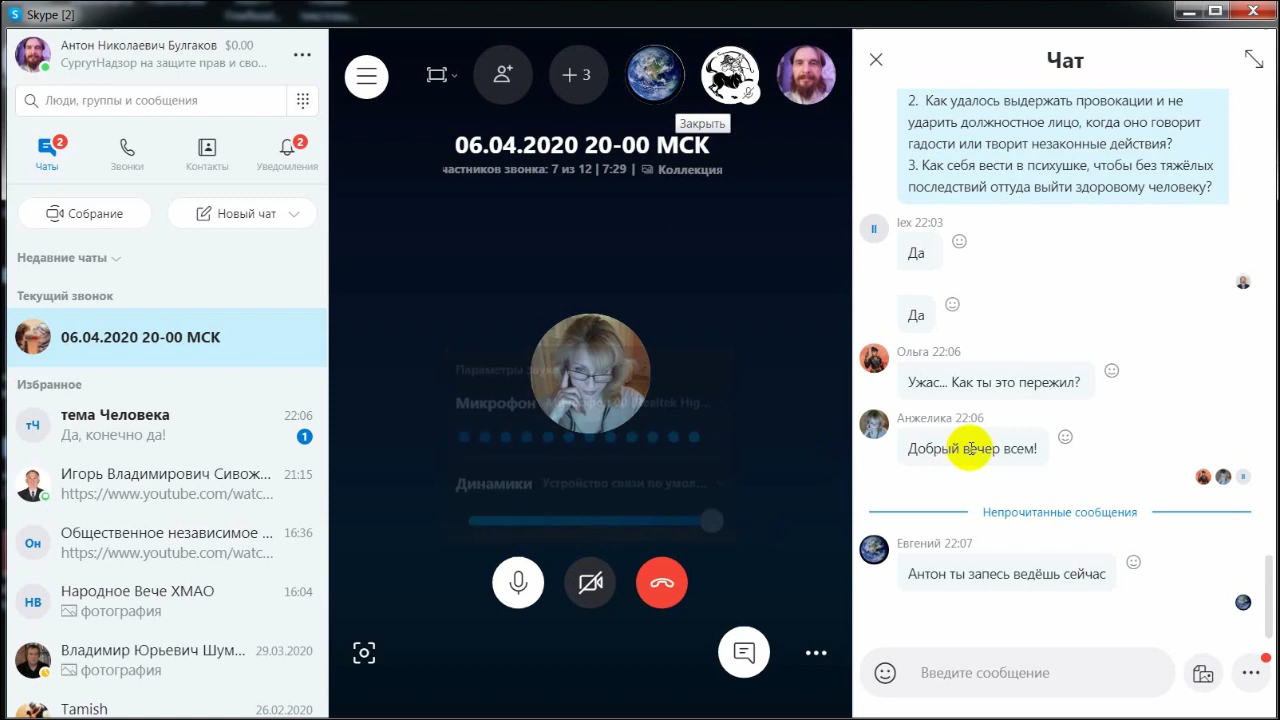 Skype [2]
Антон Николаевич Булгаков $0.00
СургутНадзор на защите прав и сво...
Люди, группы и сообщения
2
2
Чаты
Звонки
Контакты
Уведомления
Собрание
Новый чат
Недавние чаты
Текущий звонок
06.04.2020 20-00 МСК
Избранное
тЧ
тема Человека
22:06
Да, конечно да!
1
Игорь Владимирович Сивож...
21:15
https://www.youtube.com/watc...
Он
Общественное независимое ...
16:36
https://www.youtube.com/watc...
НВ
Народное Вече ХМАО
16:04
фотография
Владимир Юрьевич Шум...
29.03.2020
фотография
Tamish
26.02.2020
+ 3
Закрыть
06.04.2020 20-00 МСК
частников звонка: 7 из 12 | 7:29 | Коллекция
Параметры
Микрофон
Динамики Устройство связи по умол...
Чат
2. Как удалось выдержать провокации и не
ударить должностное лицо, когда оно говорит
гадости или творит незаконные действия?
3. Как себя вести в психушке, чтобы без тяжёлых
последствий оттуда выйти здоровому человеку?
lex 22:03
Да
Да
Ольга 22:06
Ужас... Как ты это пережил?
Анжелика 22:06
Добрый вечер всем!
Непрочитанные сообщения
Евгений 22:07
Антон ты запесь ведёшь сейчас
Введите сообщение